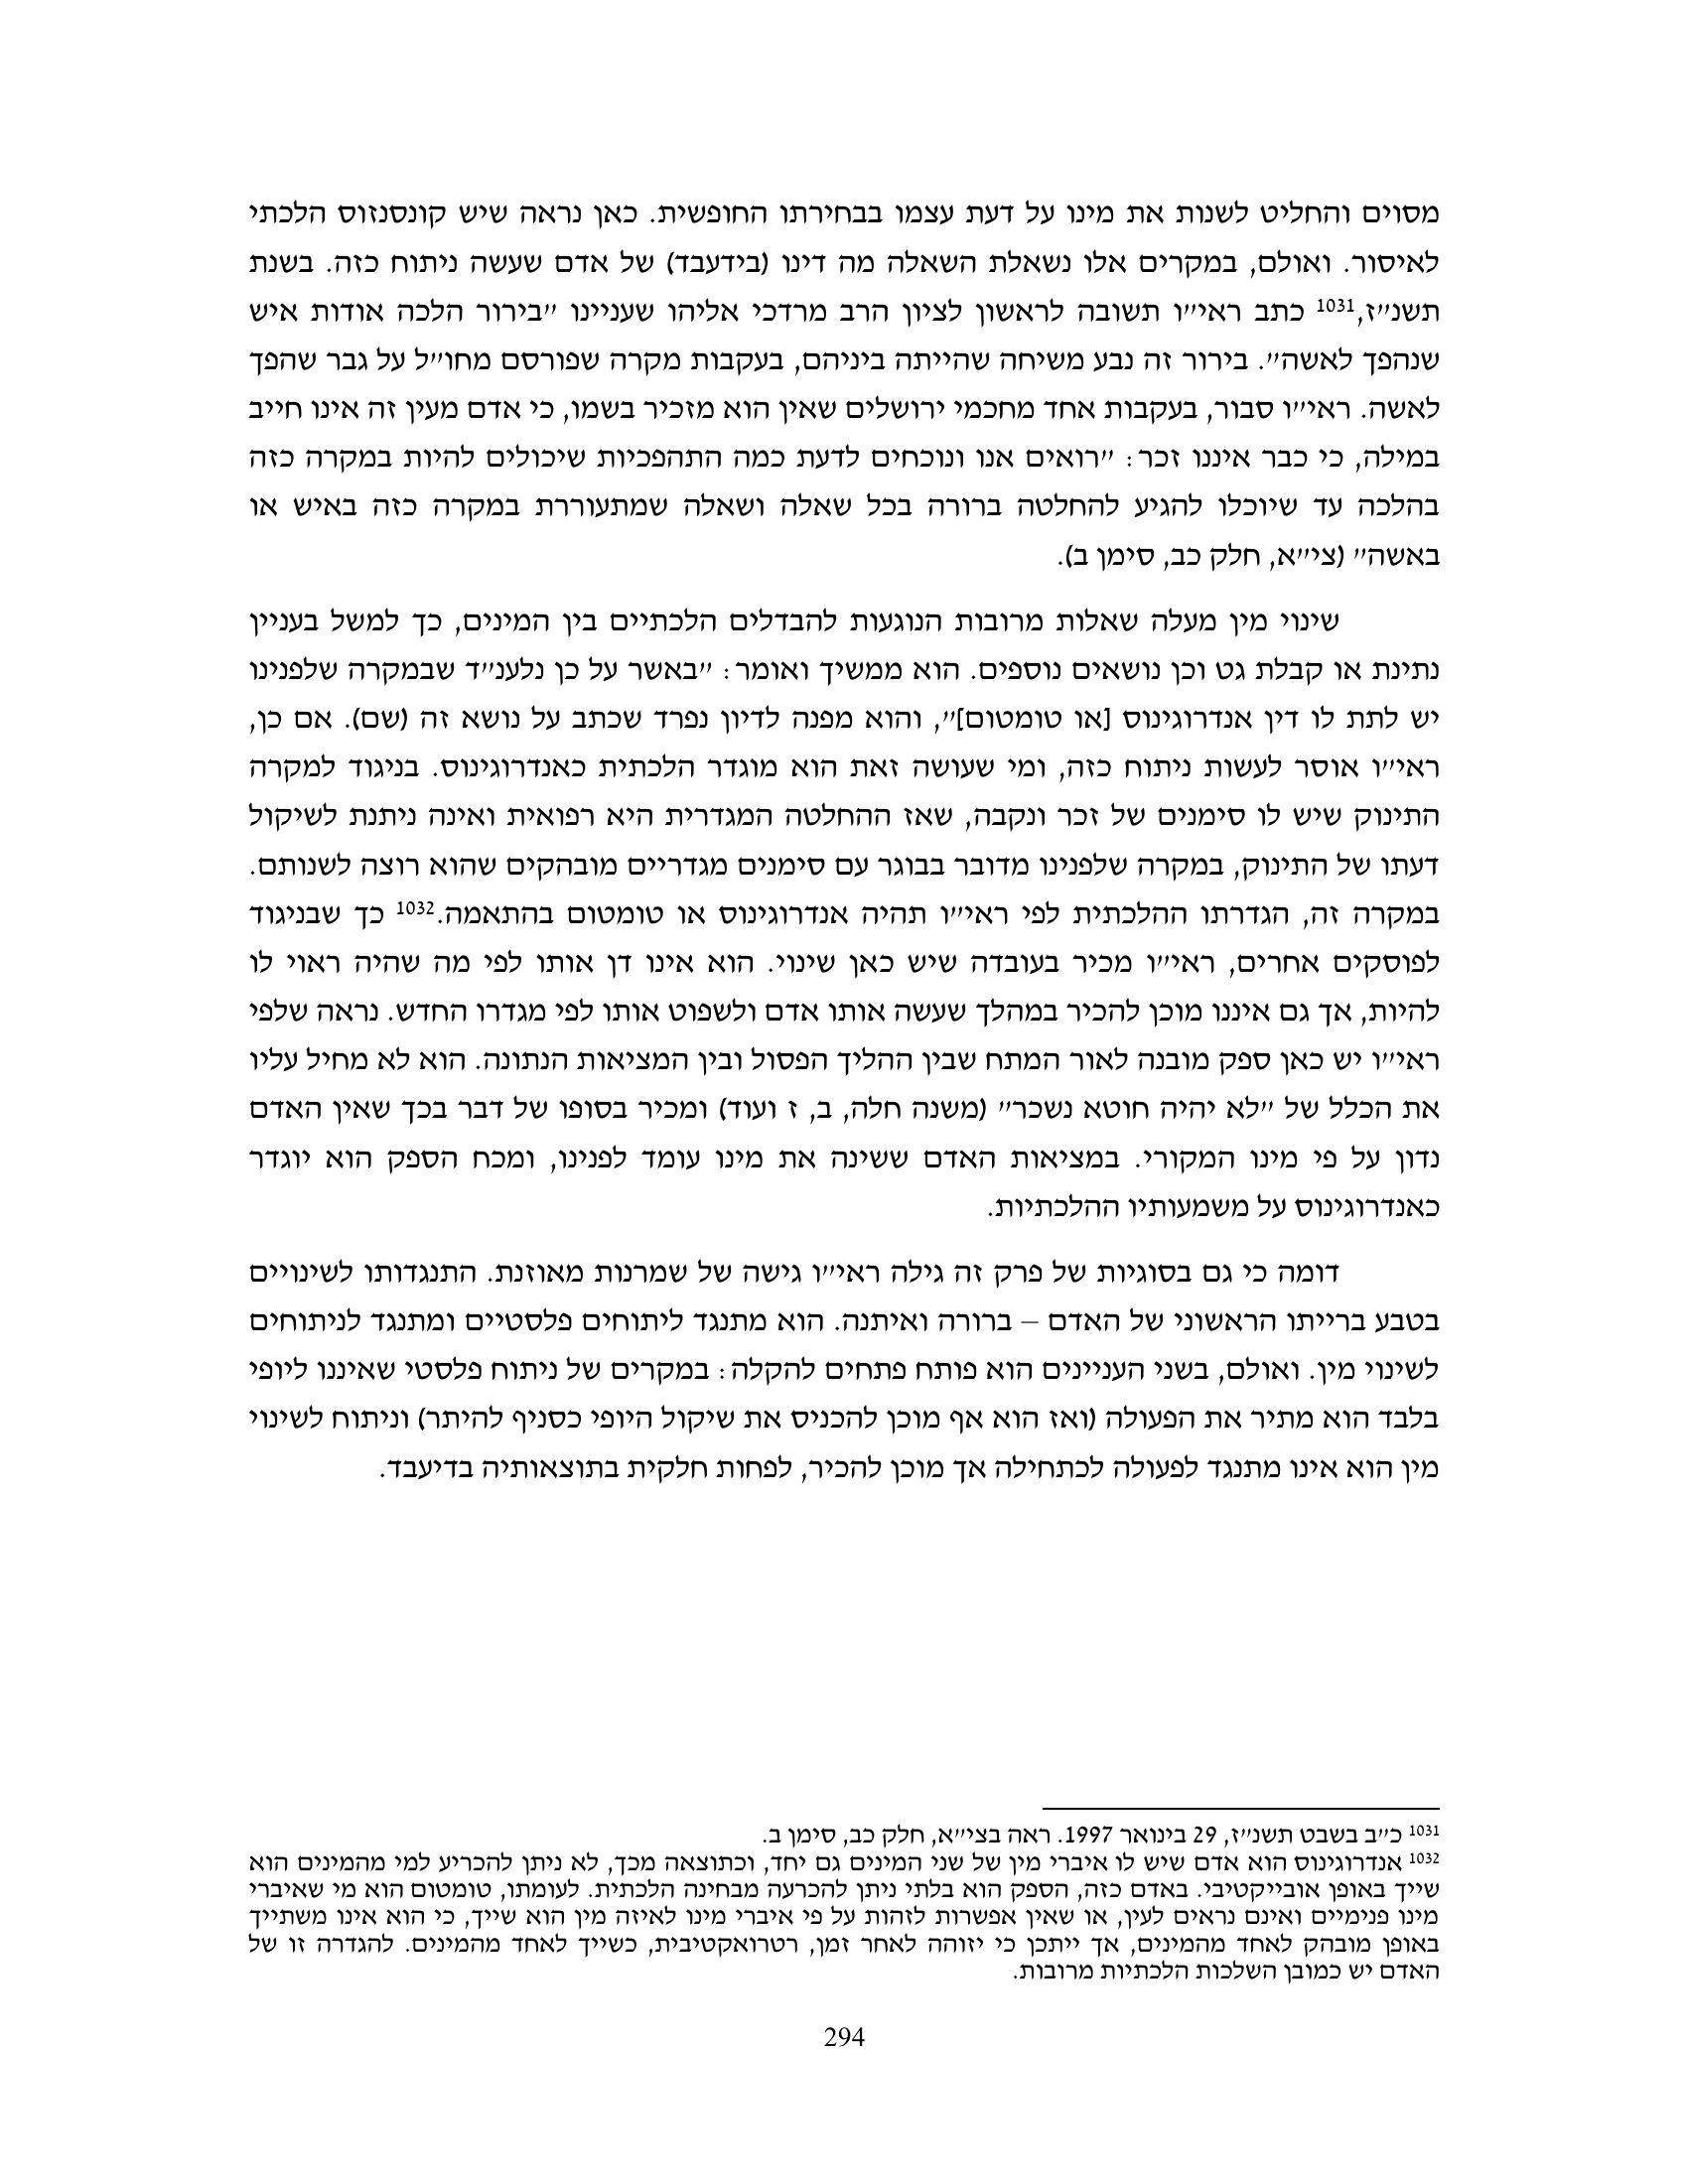 מסוים והחליט לשנות את מינו על דעת עצמו בבחירתו החופשית. כאן נראה שיש קונסנזוס הלכתי
לאיסור. ואולם, במקרים אלו נשאלת השאלה מה דינו (בידעבד) של אדם שעשה ניתוח כזה. בשנת
תשנ״ז,1031 כתב ראי״ו תשובה לראשון לציון הרב מרדכי אליהו שעניינו ״בירור הלכה אודות איש
שנהפך לאשה״. בירור זה נבע משיחה שהייתה ביניהם, בעקבות מקרה שפורסם מחו״ל על גבר שהפך
לאשה. ראי״ו סבור, בעקבות אחד מחכמי ירושלים שאין הוא מזכיר בשמו, כי אדם מעין זה אינו חייב
במילה, כי כבר איננו זכר: ״רואים אנו ונוכחים לדעת כמה התהפכיות שיכולים להיות במקרה כזה
בהלכה עד שיוכלו להגיע להחלטה ברורה בכל שאלה ושאלה שמתעוררת במקרה כזה באיש או
באשה״ (צי״א, חלק כב, סימן ב).
שינוי מין מעלה שאלות מרובות הנוגעות להבדלים הלכתיים בין המינים, כך למשל בעניין
נתינת או קבלת גט וכן נושאים נוספים. הוא ממשיך ואומר: ״באשר על כן נלענ״ד שבמקרה שלפנינו
יש לתת לו דין אנדרוגינוס [או טומטום]״, והוא מפנה לדיון נפרד שכתב על נושא זה (שם). אם כן,
ראי״ו אוסר לעשות ניתוח כזה, ומי שעושה זאת הוא מוגדר הלכתית כאנדרוגינוס. בניגוד למקרה
התינוק שיש לו סימנים של זכר ונקבה, שאז ההחלטה המגדרית היא רפואית ואינה ניתנת לשיקול
דעתו של התינוק, במקרה שלפנינו מדובר בבוגר עם סימנים מגדריים מובהקים שהוא רוצה לשנותם.
במקרה זה, הגדרתו ההלכתית לפי ראי״ו תהיה אנדרוגינוס או טומטום בהתאמה.1032 כך שבניגוד
לפוסקים אחרים, ראי״ו מכיר בעובדה שיש כאן שינוי. הוא אינו דן אותו לפי מה שהיה ראוי לו
להיות, אך גם איננו מוכן להכיר במהלך שעשה אותו אדם ולשפוט אותו לפי מגדרו החדש. נראה שלפי
ראי״ו יש כאן ספק מובנה לאור המתח שבין ההליך הפסול ובין המציאות הנתונה. הוא לא מחיל עליו
את הכלל של ״לא יהיה חוטא נשכר״ (משנה חלה, ב, ז ועוד) ומכיר בסופו של דבר בכך שאין האדם
נדון על פי מינו המקורי. במציאות האדם ששינה את מינו עומד לפנינו, ומכח הספק הוא יוגדר
כאנדרוגינוס על משמעותיו ההלכתיות.
דומה כי גם בסוגיות של פרק זה גילה ראי״ו גישה של שמרנות מאוזנת. התנגדותו לשינויים
בטבע ברייתו הראשוני של האדם – ברורה ואיתנה. הוא מתנגד ליתוחים פלסטיים ומתנגד לניתוחים
לשינוי מין. ואולם, בשני העניינים הוא פותח פתחים להקלה: במקרים של ניתוח פלסטי שאיננו ליופי
בלבד הוא מתיר את הפעולה (ואז הוא אף מוכן להכניס את שיקול היופי כסניף להיתר) וניתוח לשינוי
מין הוא אינו מתנגד לפעולה לכתחילה אך מוכן להכיר, לפחות חלקית בתוצאותיה בדיעבד.
1031 כ״ב בשבט תשנ״ז, 29 בינואר 1997. ראה בצי״א, חלק כב, סימן ב.
1032 אנדרוגינוס הוא אדם שיש לו איברי מין של שני המינים גם יחד, וכתוצאה מכך, לא ניתן להכריע למי מהמינים הוא
שייך באופן אובייקטיבי. באדם כזה, הספק הוא בלתי ניתן להכרעה מבחינה הלכתית. לעומתו, טומטום הוא מי שאיברי
מינו פנימיים ואינם נראים לעין, או שאין אפשרות לזהות על פי איברי מינו לאיזה מין הוא שייך, כי הוא אינו משתייך
באופן מובהק לאחד מהמינים, אך ייתכן כי יזוהה לאחר זמן, רטרואקטיבית, כשייך לאחד מהמינים. להגדרה זו של
האדם יש כמובן השלכות הלכתיות מרובות.
294